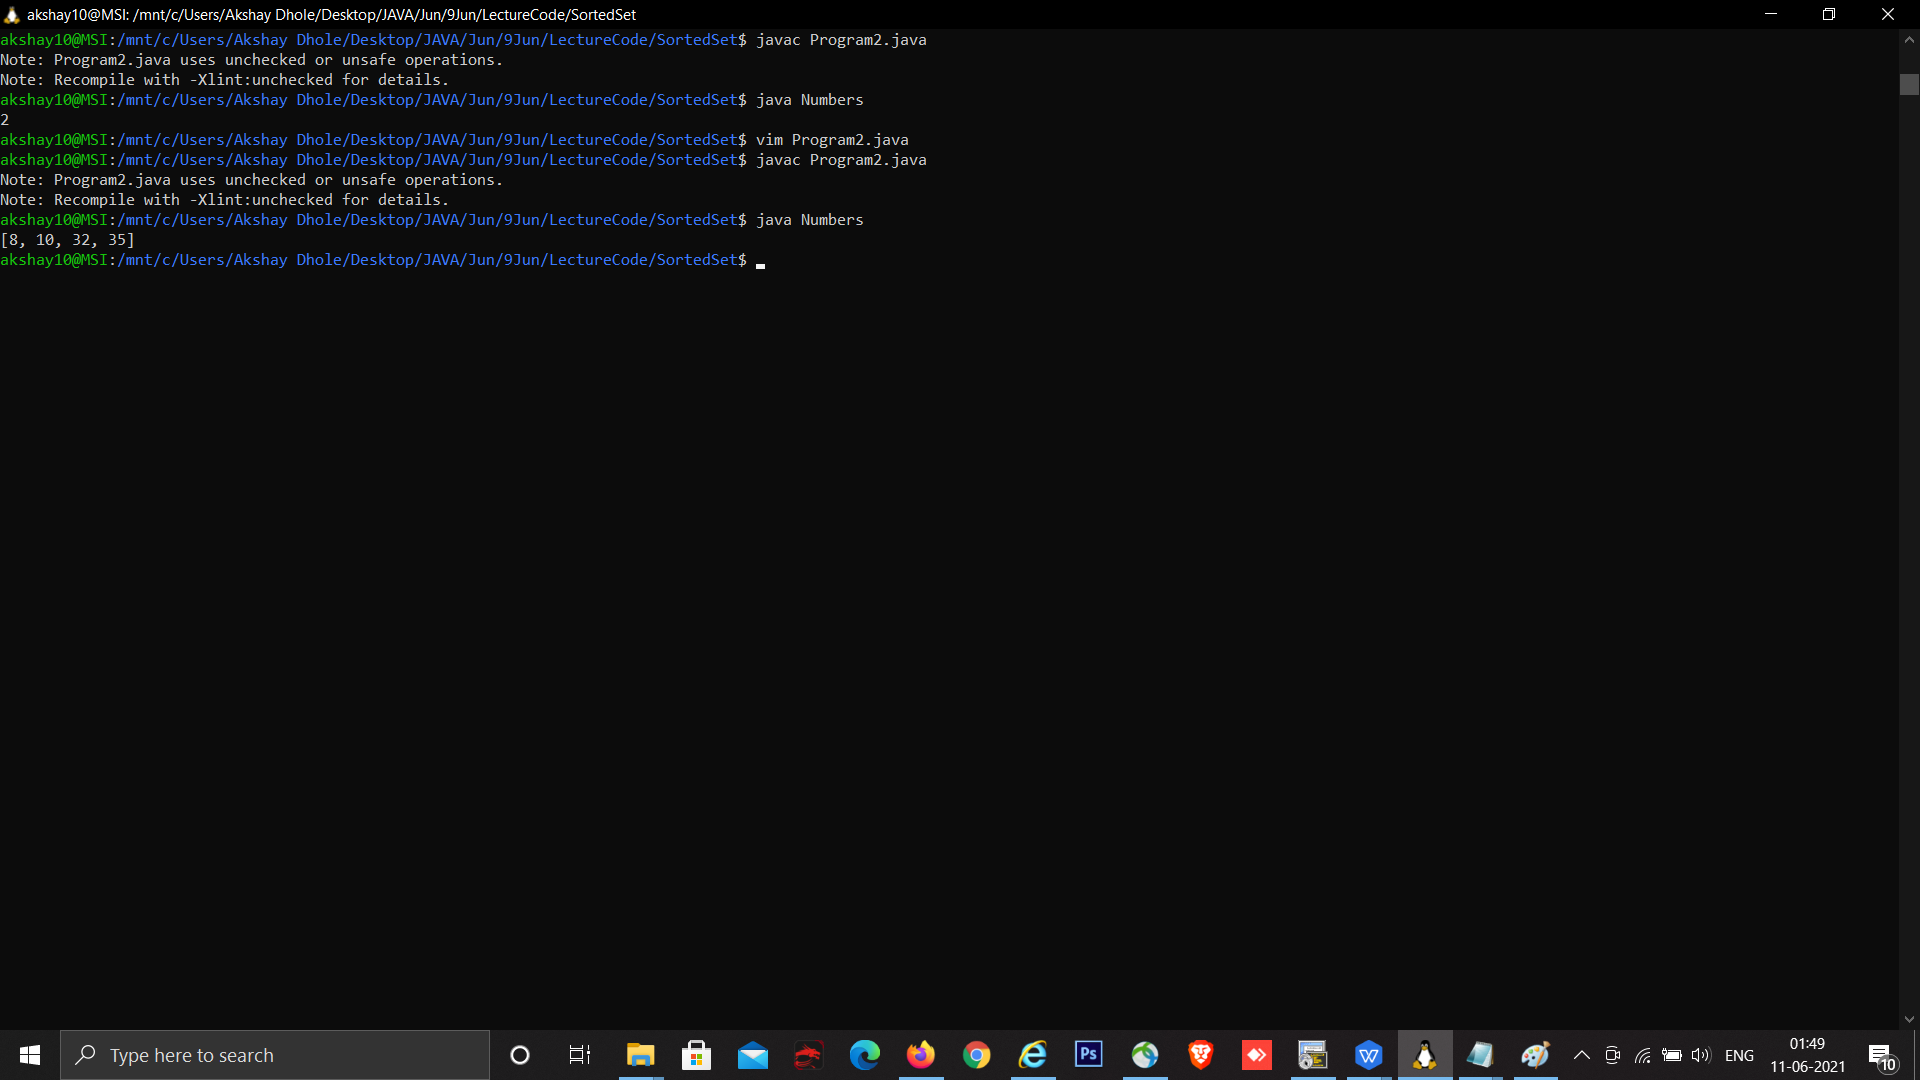 akshay10@MSI: /mnt/c/Users/Akshay Dhole/Desktop/JAVA/Jun/9Jun/LectureCode/SortedSet
akshay10@MSI:/mnt/c/Users/Akshay Dhole/Desktop/JAVA/Jun/9Jun/LectureCode/SortedSet$ javac Program2.java
Note: Program2.java uses unchecked or unsafe operations.
Note: Recompile with -Xlint:unchecked for details.
akshay10@MSI:/mnt/c/Users/Akshay Dhole/Desktop/JAVA/Jun/9Jun/LectureCode/SortedSet$ java Numbers
2
akshay10@MSI:/mnt/c/Users/Akshay Dhole/Desktop/JAVA/Jun/9Jun/LectureCode/SortedSet$ vim Program2.java
akshay10@MSI:/mnt/c/Users/Akshay Dhole/Desktop/JAVA/Jun/9Jun/LectureCode/SortedSet$ javac Program2.java
Note: Program2.java uses unchecked or unsafe operations.
Note: Recompile with -Xlint:unchecked for details.
akshay10@MSI:/mnt/c/Users/Akshay Dhole/Desktop/JAVA/Jun/9Jun/LectureCode/SortedSet$ java Numbers
[8, 10, 32, 35]
akshay10@MSI:/mnt/c/Users/Akshay Dhole/Desktop/JAVA/Jun/9Jun/LectureCode/SortedSet$
Type here to search
Ps
W
ENG
01:49
11-06-2021
10